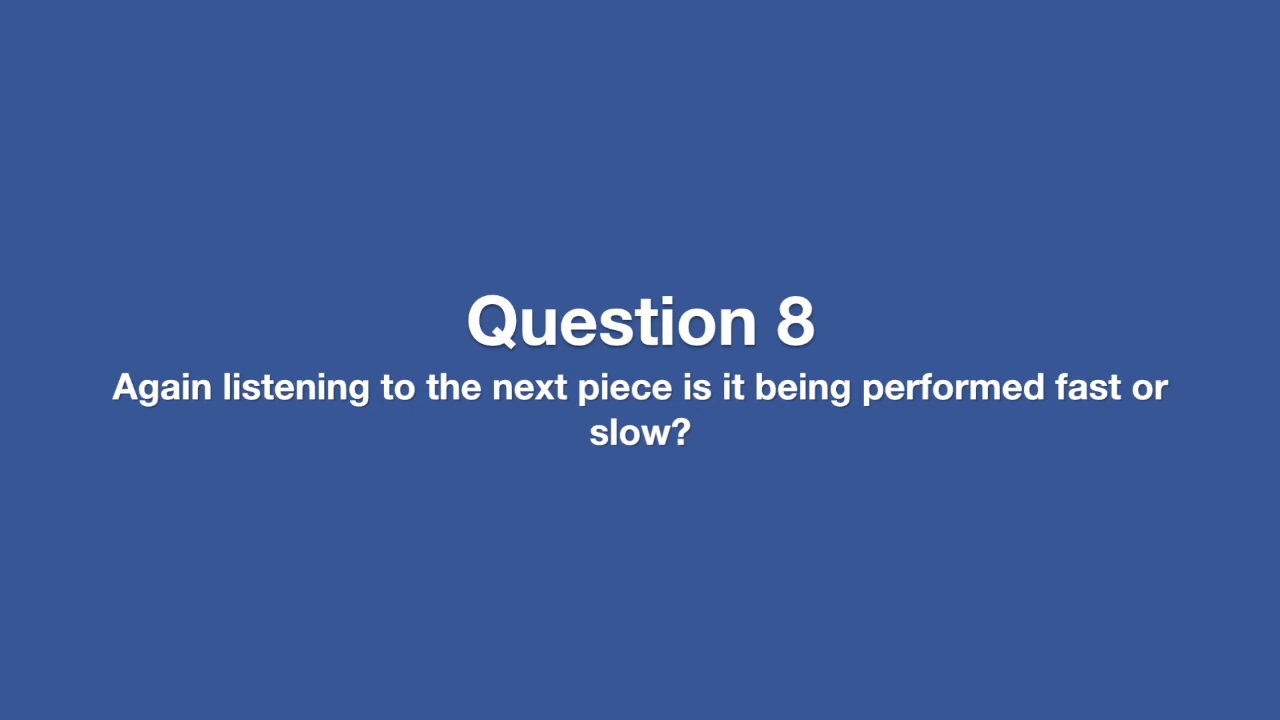 Question 8
Again listening to the next piece is it being performed fast or
slow?